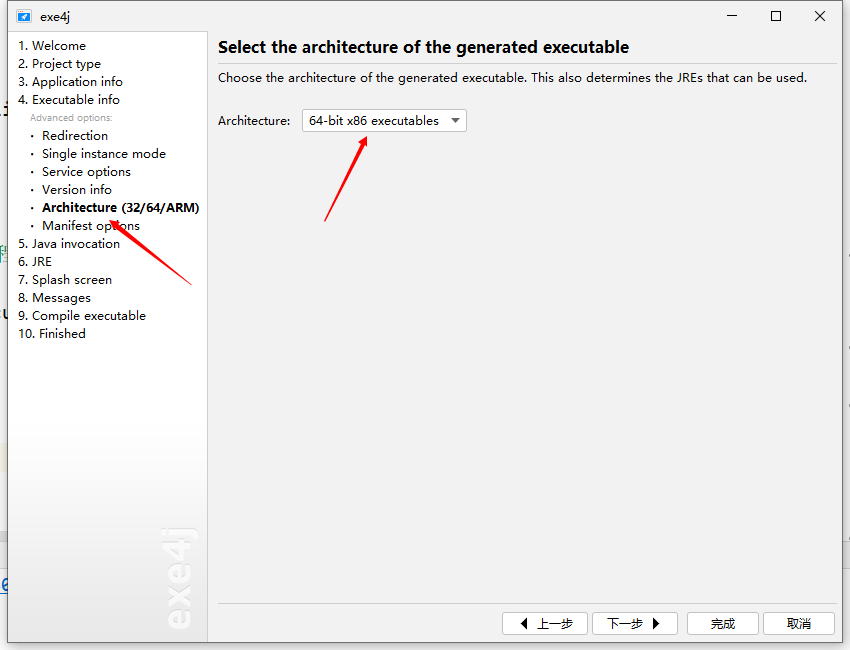 exe4j
1. Welcome
2. Project type
3. Application info
4. Executable info
Advanced options:
· Redirection
· Single instance mode
· Service options
· Version info
· Architecture (32/64/ARM)
· Manifest options
5. Java invocation
6. JRE
7. Splash screen
8. Messages
9. Compile executable
10. Finished
exe4j
Select the architecture of the generated executable
Choose the architecture of the generated executable. This also determines the JREs that can be used.
Architecture: 64-bit x86 executables
上一步 下一步 完成 取消